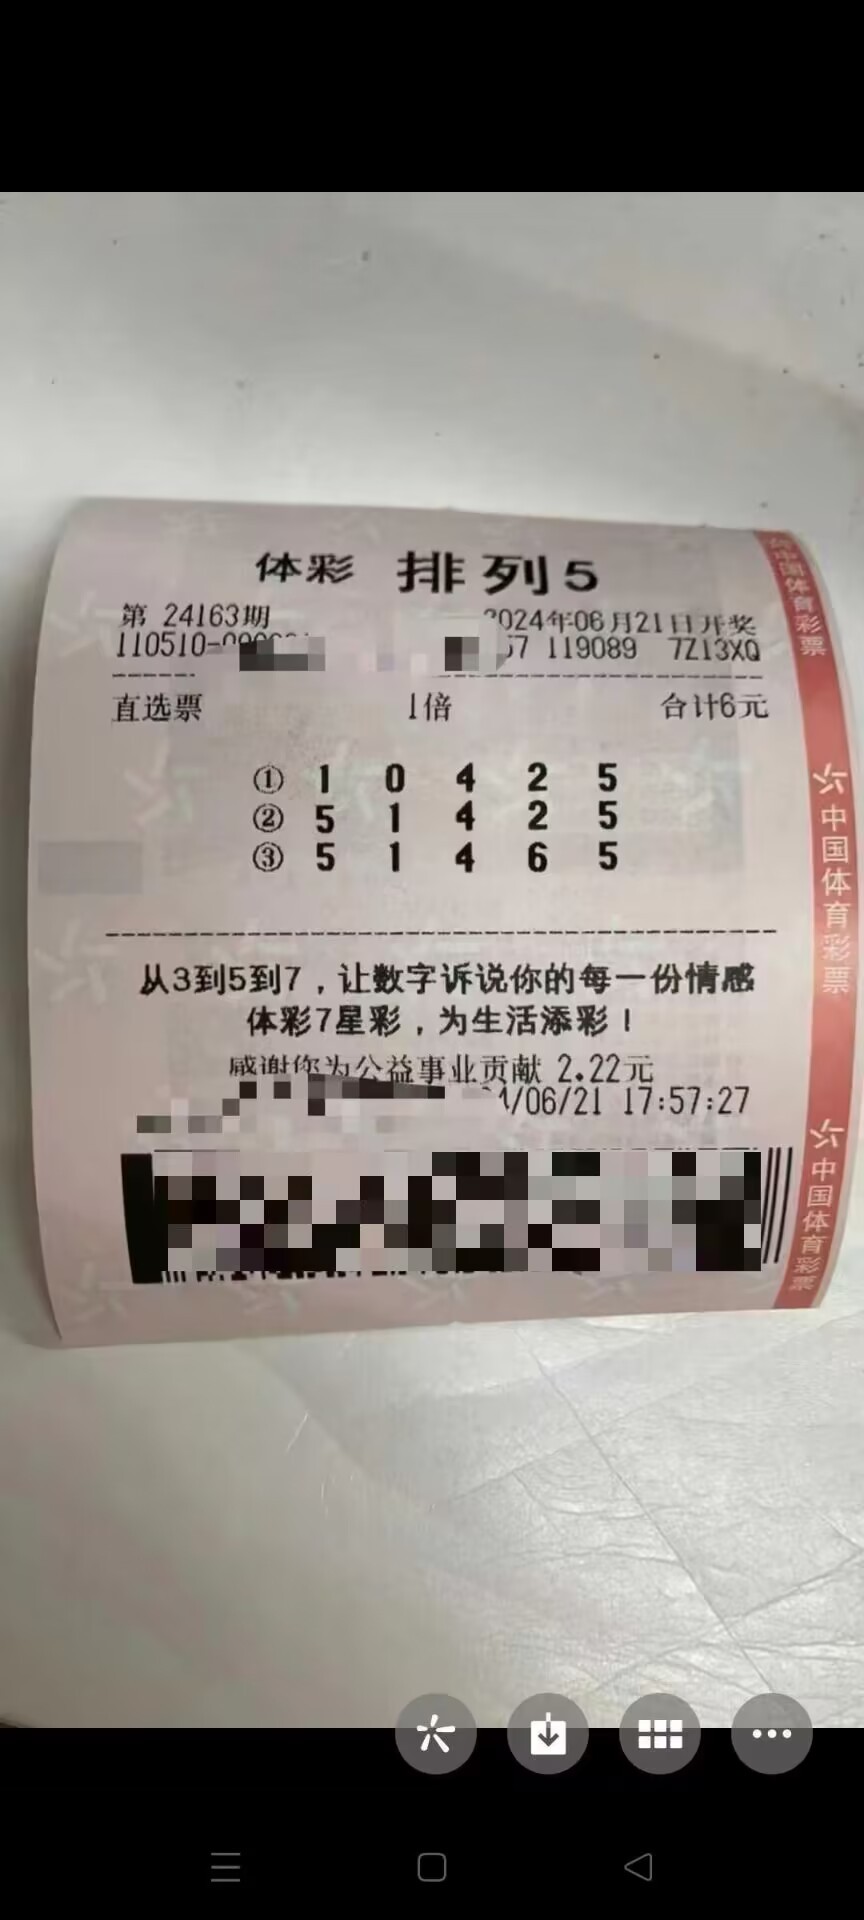 体彩 排列5
第 24163期 2024年06月21日开奖
110510- 57 119089 7Z13XQ
直选票 1倍 合计6元
① 1 0 4 2 5
② 5 1 4 2 5
③ 5 1 4 6 5
从3到5到7，让数字诉说你的每一份情感
体彩7星彩，为生活添彩！
感谢你为公益事业贡献 2.22元
4/06/21 17:57:27
中国体育彩票
中国体育彩票
中国体育彩票